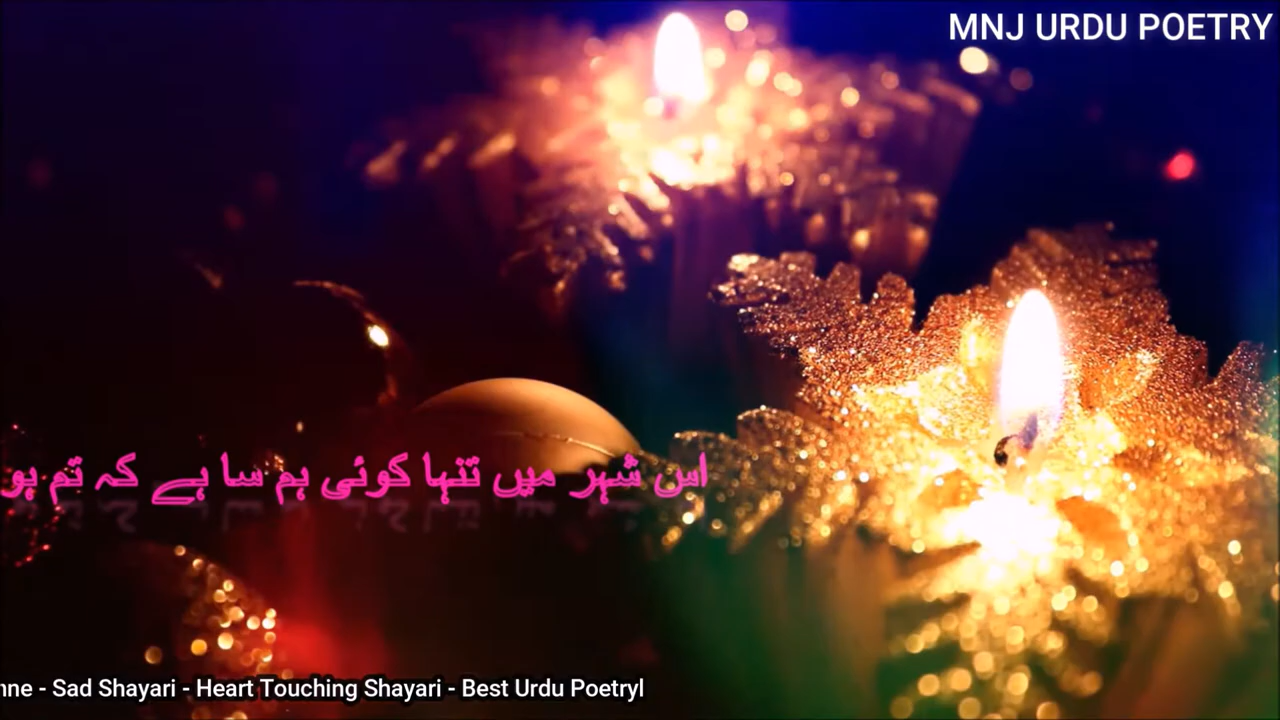 MNJ URDU POETRY
اس شہر میں تنہا کوئی ہم سا ہے کہ تم ہو
- Sad Shayari - Heart Touching Shayari - Best Urdu Poetryl